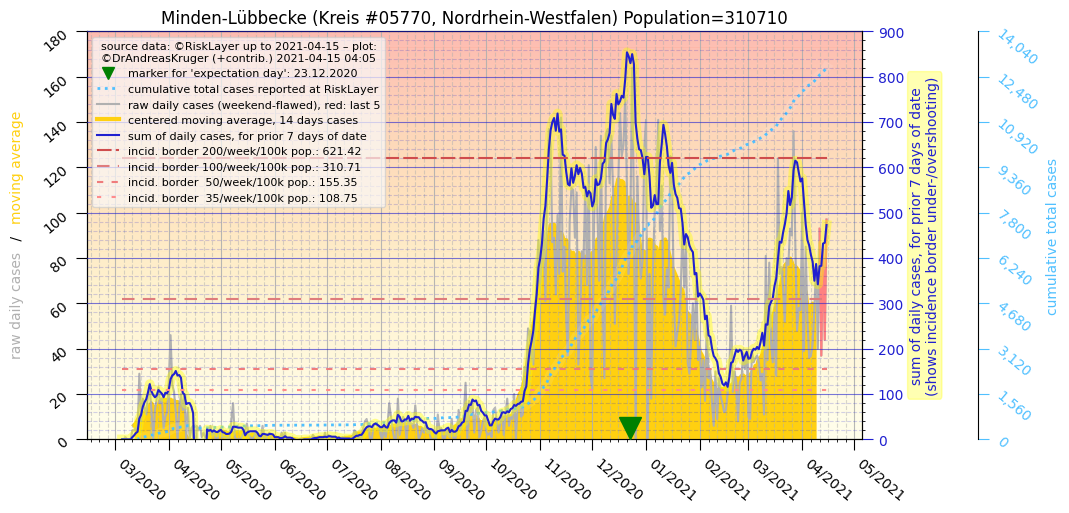 Minden-Lübbecke (Kreis #05770, Nordrhein-Westfalen) Population=310710
source data: ©RiskLayer up to 2021-04-15 – plot:
©DrAndreasKruger (+contrib.) 2021-04-15 04:05
marker for 'expectation day': 23.12.2020
cumulative total cases reported at RiskLayer
raw daily cases (weekend-flawed), red: last 5
centered moving average, 14 days cases
sum of daily cases, for prior 7 days of date
incid. border 200/week/100k pop.: 621.42
incid. border 100/week/100k pop.: 310.71
incid. border  50/week/100k pop.: 155.35
incid. border  35/week/100k pop.: 108.75
raw daily cases / moving average
180
160
140
120
100
80
60
40
20
0
03/2020
04/2020
05/2020
06/2020
07/2020
08/2020
09/2020
10/2020
11/2020
12/2020
01/2021
02/2021
03/2021
04/2021
05/2021
900
800
700
600
500
400
300
200
100
0
sum of daily cases, for prior 7 days of date
(shows incidence border under-/overshooting)
14,040
12,480
10,920
9,360
7,800
6,240
4,680
3,120
1,560
0
cumulative total cases